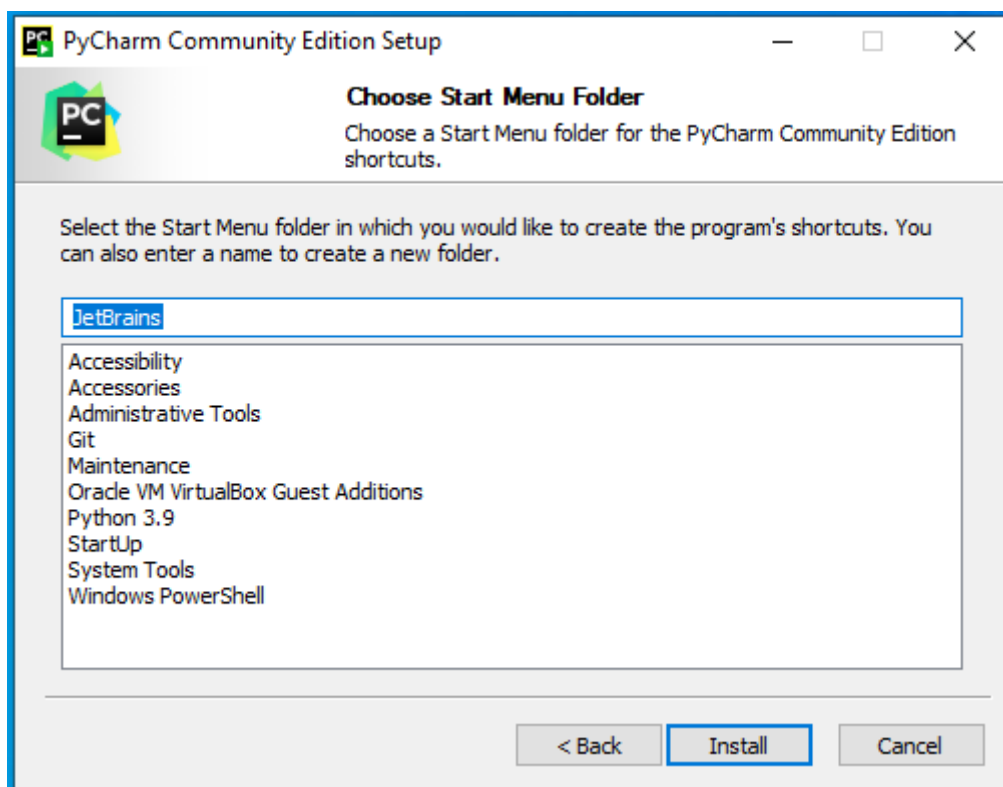 PyCharm Community Edition Setup
PC
Choose Start Menu Folder
Choose a Start Menu folder for the PyCharm Community Edition
shortcuts.
Select the Start Menu folder in which you would like to create the program's shortcuts. You
can also enter a name to create a new folder.
JetBrains
Accessibility
Accessories
Administrative Tools
Git
Maintenance
Oracle VM VirtualBox Guest Additions
Python 3.9
StartUp
System Tools
Windows PowerShell
< Back
Install
Cancel